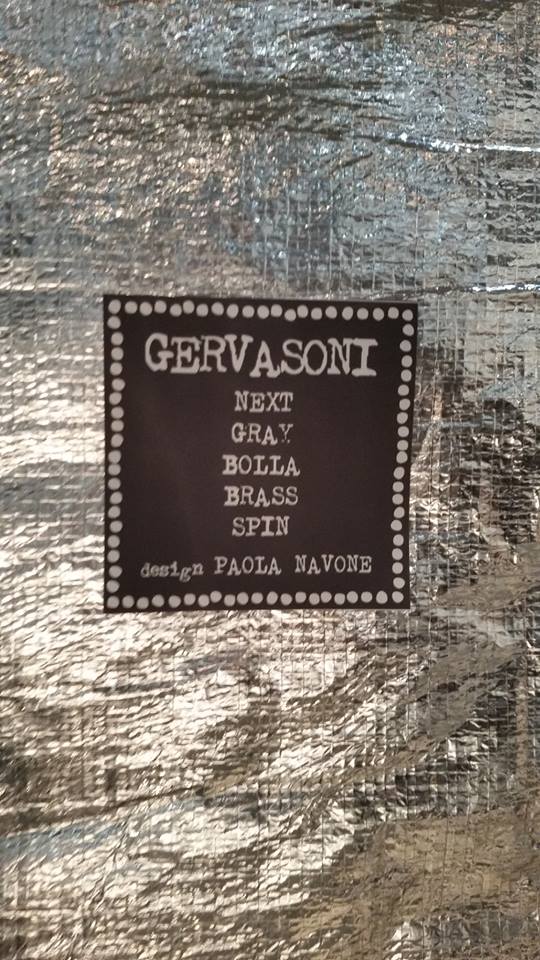 GERVASONI
NEXT
GRAY
BOLLA
BRASS
SPIN
design PAOLA NAVONE